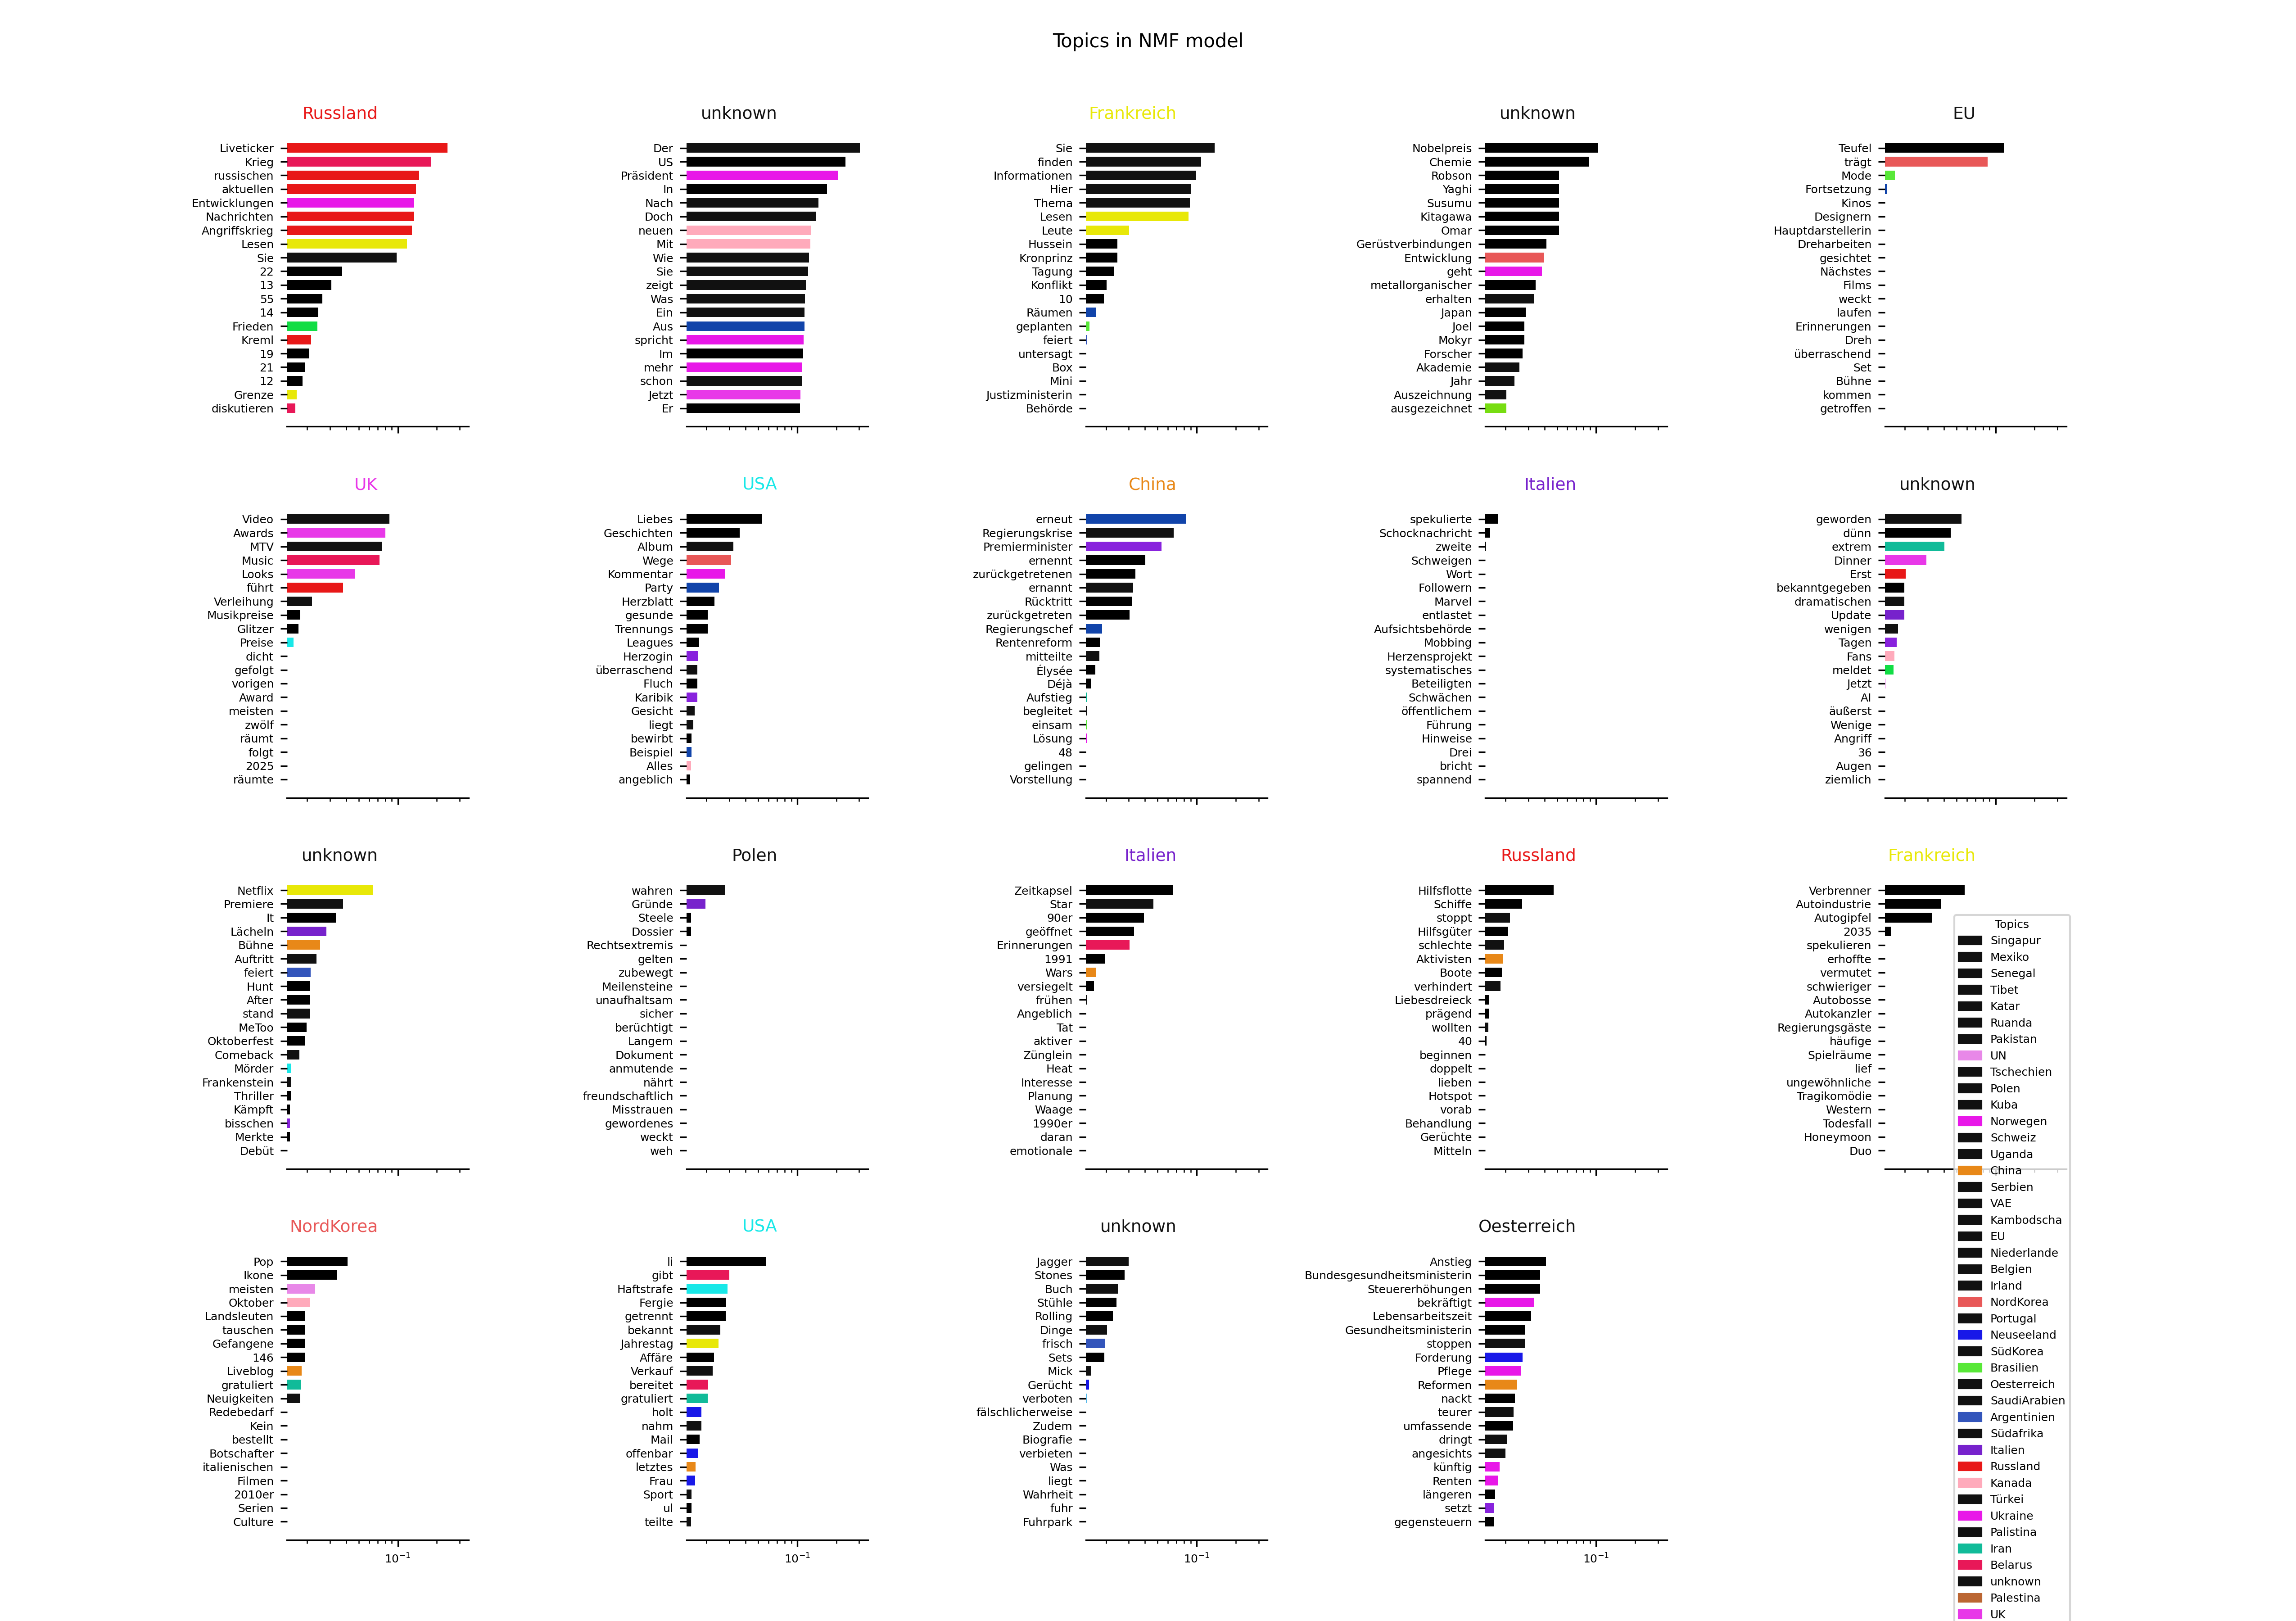 Topics in NMF model
Russland
Liveticker
Krieg
russischen
aktuellen
Entwicklungen
Nachrichten
Angriffskrieg
Lesen
Sie
22
13
55
14
Frieden
Kreml
19
21
12
Grenze
diskutieren
unknown
Der
US
Präsident
In
Nach
Doch
neuen
Mit
Wie
Sie
zeigt
Was
Ein
Aus
spricht
Im
mehr
schon
Jetzt
Er
Frankreich
Sie
finden
Informationen
Hier
Thema
Lesen
Leute
Hussein
Kronprinz
Tagung
Konflikt
10
Räumen
geplanten
feiert
untersagt
Box
Mini
Justizministerin
Behörde
unknown
Nobelpreis
Chemie
Robson
Yaghi
Susumu
Kitagawa
Omar
Gerüstverbindungen
Entwicklung
geht
metallorganischer
erhalten
Japan
Joel
Mokyr
Forscher
Akademie
Jahr
Auszeichnung
ausgezeichnet
EU
Teufel
trägt
Mode
Fortsetzung
Kinos
Designern
Hauptdarstellerin
Dreharbeiten
gesichtet
Nächstes
Films
weckt
laufen
Erinnerungen
Dreh
überraschend
Set
Bühne
kommen
getroffen
UK
Video
Awards
MTV
Music
Looks
führt
Verleihung
Musikpreise
Glitzer
Preise
dicht
gefolgt
vorigen
Award
meisten
zwölf
räumt
folgt
2025
räumte
USA
Liebes
Geschichten
Album
Wege
Kommentar
Party
Herzblatt
gesunde
Trennungs
Leagues
Herzogin
überraschend
Fluch
Karibik
Gesicht
liegt
bewirbt
Beispiel
Alles
angeblich
China
erneut
Regierungskrise
Premierminister
ernennt
zurückgetretenen
ernannt
Rücktritt
zurückgetreten
Regierungschef
Rentenreform
mitteilte
Élysée
Déjà
Aufstieg
begleitet
einsam
Lösung
48
gelingen
Vorstellung
Italien
spekulierte
Schocknachricht
zweite
Schweigen
Wort
Followern
Marvel
entlastet
Aufsichtsbehörde
Mobbing
Herzensprojekt
systematisches
Beteiligten
Schwächen
öffentlichem
Führung
Hinweise
Drei
bricht
spannend
unknown
geworden
dünn
extrem
Dinner
Erst
bekanntgegeben
dramatischen
Update
wenigen
Tagen
Fans
meldet
Jetzt
AI
äußerst
Wenige
Angriff
36
Augen
ziemlich
unknown
Netflix
Premiere
It
Lächeln
Bühne
Auftritt
feiert
Hunt
After
stand
MeToo
Oktoberfest
Comeback
Mörder
Frankenstein
Thriller
Kämpft
bisschen
Merkte
Debüt
Polen
wahren
Gründe
Steele
Dossier
Rechtsextremis
gelten
zubewegt
Meilensteine
unaufhaltsam
sicher
berüchtigt
Langem
Dokument
anmutende
nährt
freundschaftlich
Misstrauen
gewordenes
weckt
weh
Italien
Zeitkapsel
Star
90er
geöffnet
Erinnerungen
1991
Wars
versiegelt
frühen
Angeblich
Tat
aktiver
Zünglein
Heat
Interesse
Planung
Waage
1990er
daran
emotionale
Russland
Hilfsflotte
Schiffe
stoppt
Hilfsgüter
schlechte
Aktivisten
Boote
verhindert
Liebesdreieck
prägend
wollten
40
beginnen
doppelt
lieben
Hotspot
vorab
Behandlung
Gerüchte
Mitteln
Frankreich
Verbrenner
Autoindustrie
Autogipfel
2035
spekulieren
erhoffte
vermutet
schwieriger
Autobosse
Autokanzler
Regierungsgäste
häufige
Spielräume
lief
ungewöhnliche
Tragikomödie
Western
Todesfall
Honeymoon
Duo
NordKorea
Pop
Ikone
meisten
Oktober
Landsleuten
tauschen
Gefangene
146
Liveblog
gratuliert
Neuigkeiten
Redebedarf
Kein
bestellt
Botschafter
italienischen
Filmen
2010er
Serien
Culture
10⁻¹
USA
li
gibt
Haftstrafe
Fergie
getrennt
bekannt
Jahrestag
Affäre
Verkauf
bereitet
gratuliert
holt
nahm
Mail
offenbar
letztes
Frau
Sport
ul
teilte
10⁻¹
unknown
Jagger
Stones
Buch
Stühle
Rolling
Dinge
frisch
Sets
Mick
Gerücht
verboten
fälschlicherweise
Zudem
Biografie
verbieten
Was
liegt
Wahrheit
fuhr
Fuhrpark
10⁻¹
Oesterreich
Anstieg
Bundesgesundheitsministerin
Steuererhöhungen
bekräftigt
Lebensarbeitszeit
Gesundheitsministerin
stoppen
Forderung
Pflege
Reformen
nackt
teurer
umfassende
dringt
angesichts
künftig
Renten
längeren
setzt
gegensteuern
10⁻¹
Topics
Singapur
Mexiko
Senegal
Tibet
Katar
Ruanda
Pakistan
UN
Tschechien
Polen
Kuba
Norwegen
Schweiz
Uganda
China
Serbien
VAE
Kambodscha
EU
Niederlande
Belgien
Irland
NordKorea
Portugal
Neuseeland
SüdKorea
Brasilien
Oesterreich
SaudiArabien
Argentinien
Südafrika
Italien
Russland
Kanada
Türkei
Ukraine
Palistina
Iran
Belarus
unknown
Palestina
UK